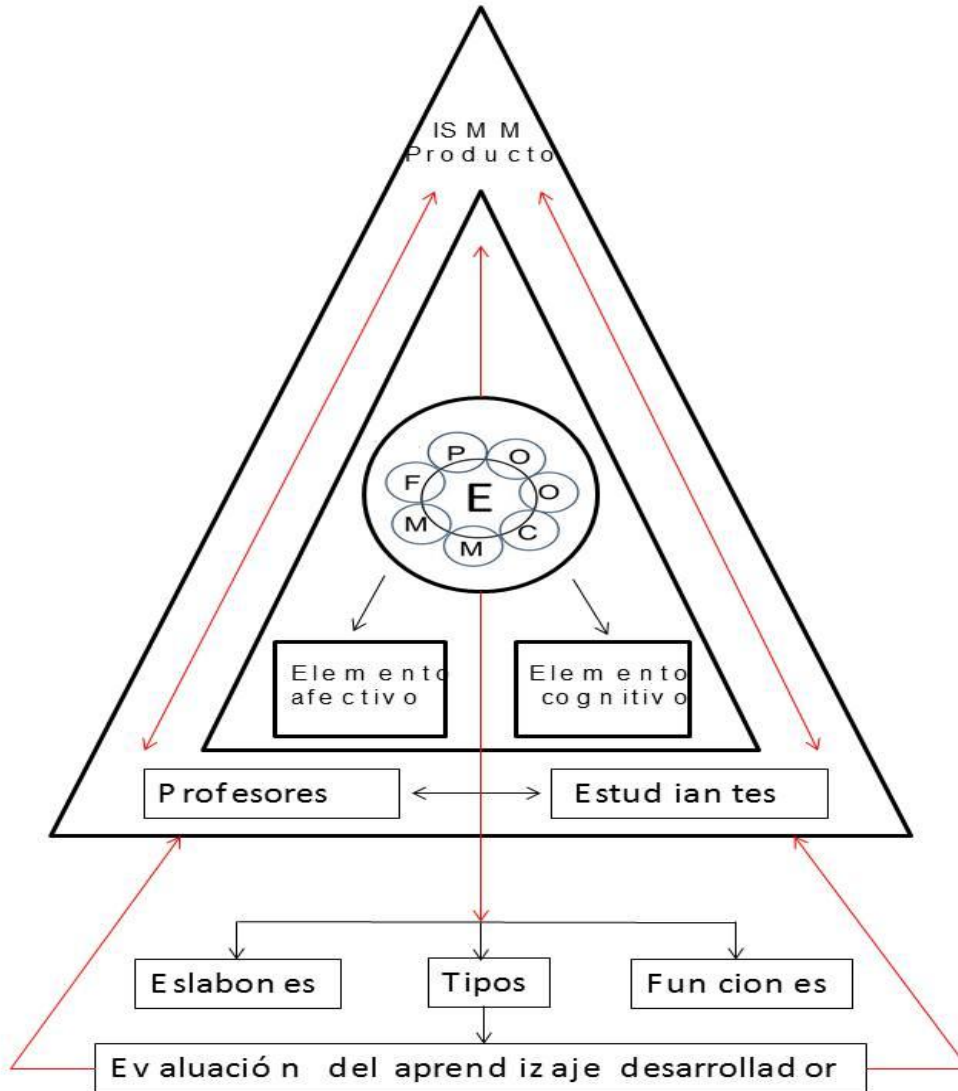 ISMM
Producto
P
O
F
E
O
M
C
M
Elemento
afectivo
Elemento
cognitivo
Profesores
Estudiantes
Eslabones
Tipos
Funciones
Evaluación del aprendizaje desarrollador